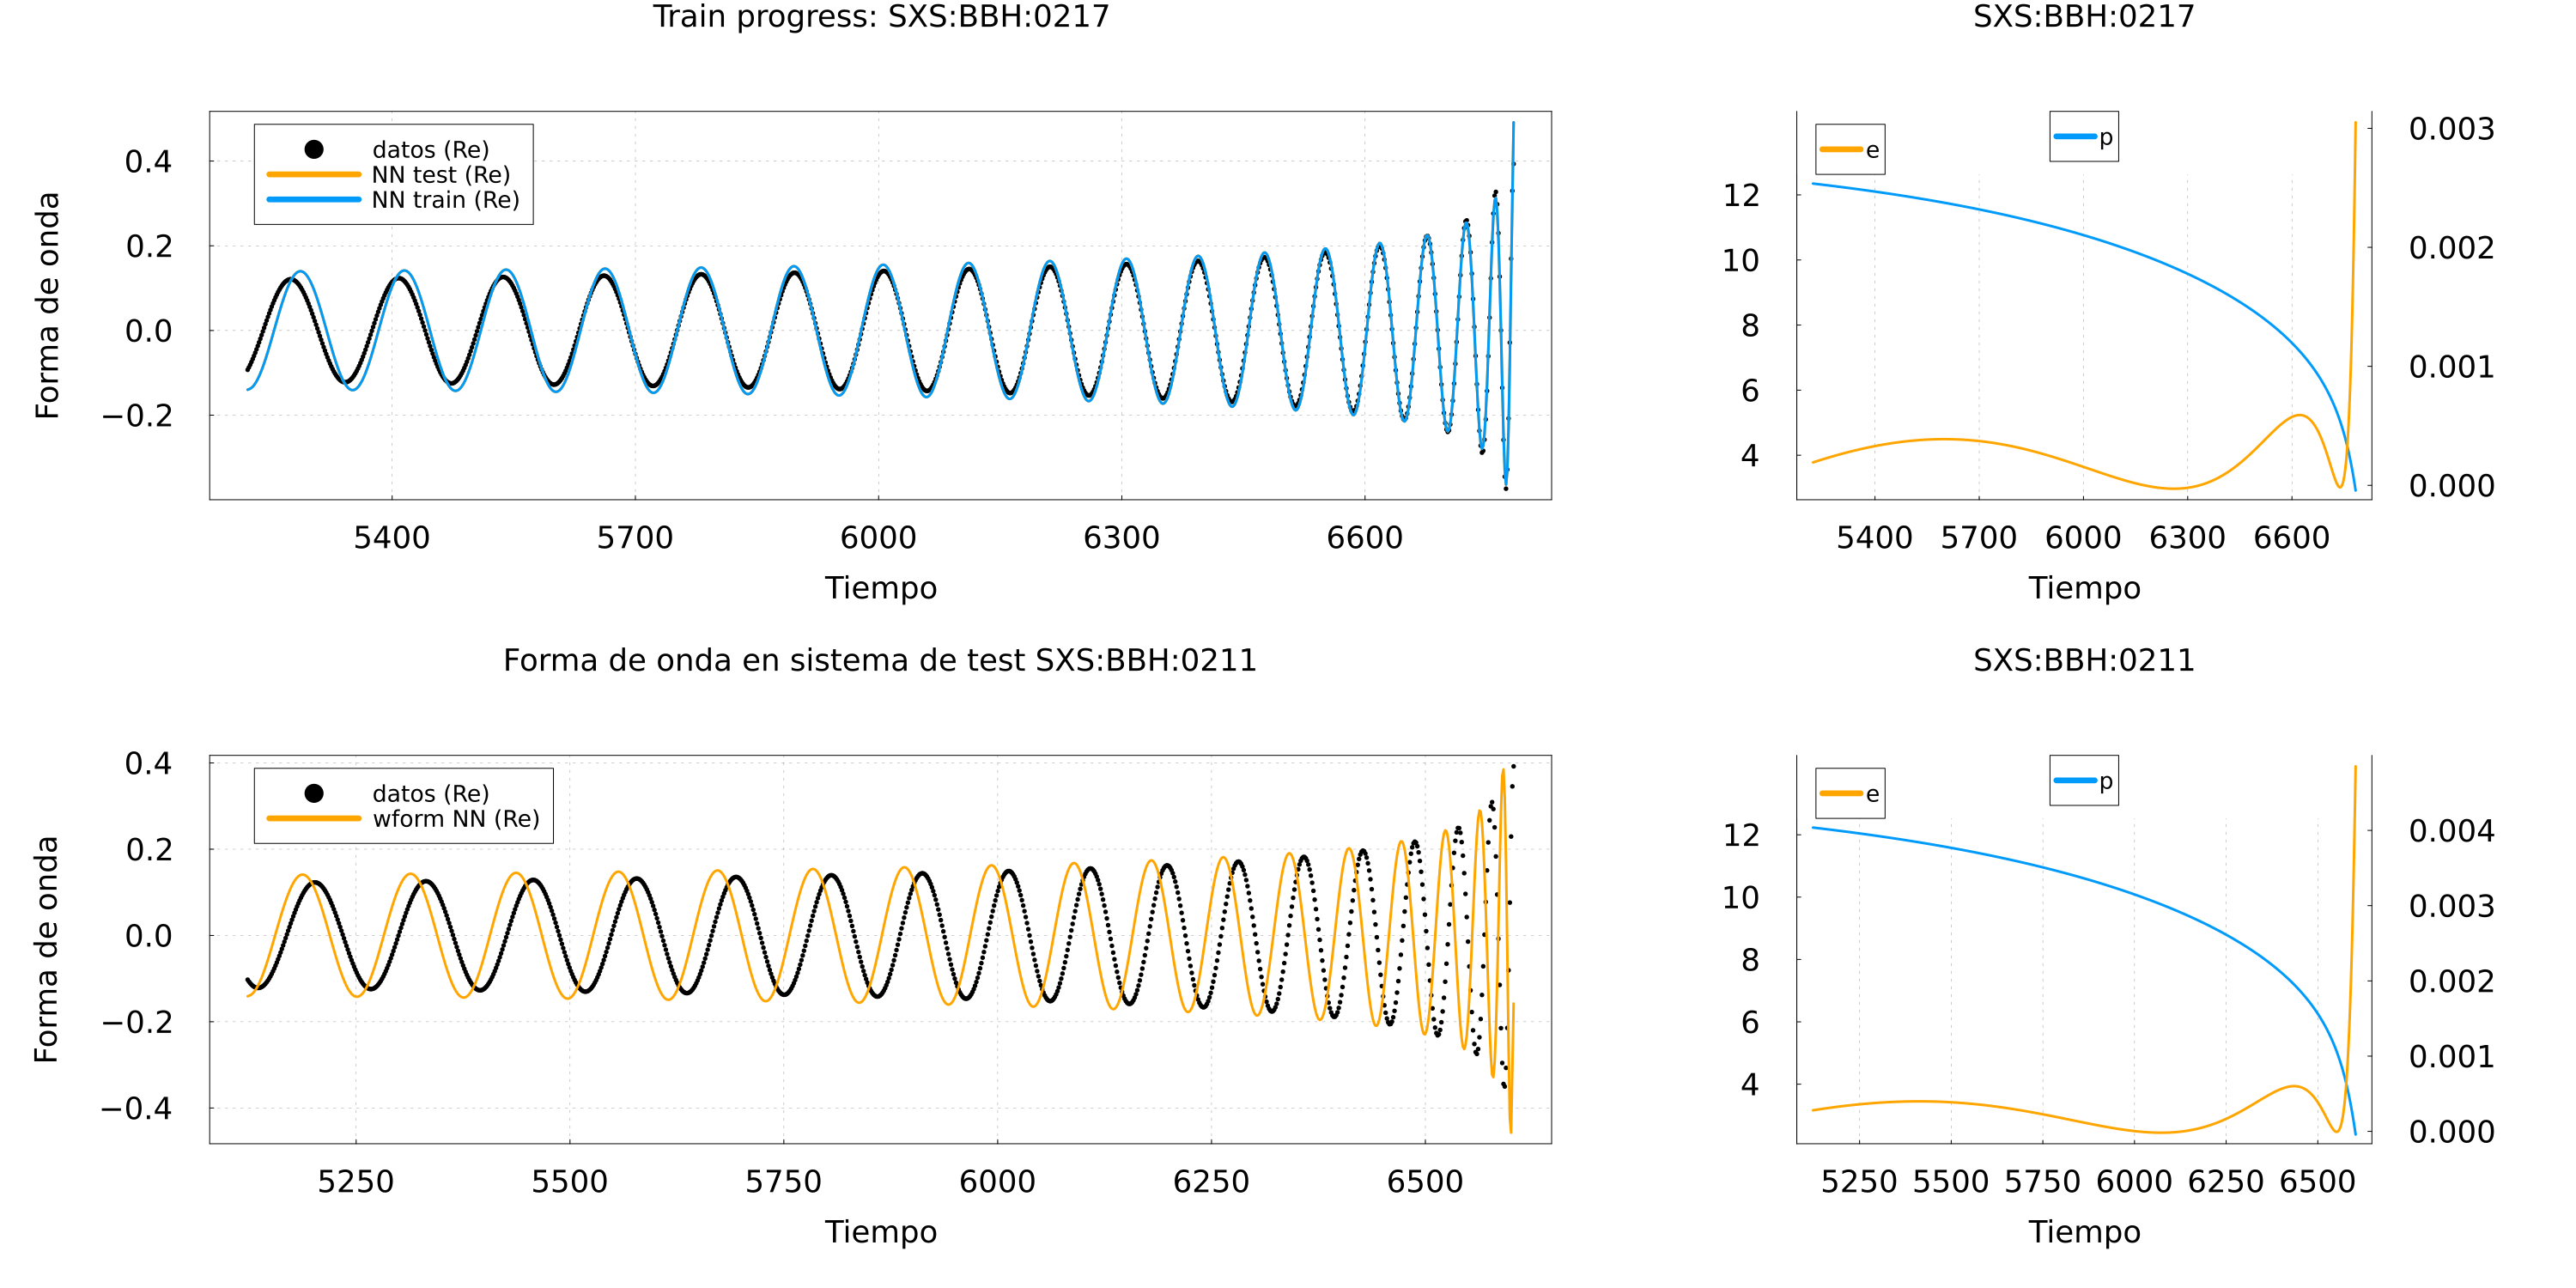 Train progress: SXS:BBH:0217
datos (Re)
NN test (Re)
NN train (Re)
Forma de onda
0.4
0.2
0.0
−0.2
5400 5700 6000 6300 6600
Tiempo
SXS:BBH:0217
e
p
12
10
8
6
4
0.003
0.002
0.001
0.000
5400 5700 6000 6300 6600
Tiempo
Forma de onda en sistema de test SXS:BBH:0211
datos (Re)
wform NN (Re)
Forma de onda
0.4
0.2
0.0
−0.2
−0.4
5250 5500 5750 6000 6250 6500
Tiempo
SXS:BBH:0211
e
p
12
10
8
6
4
0.004
0.003
0.002
0.001
0.000
5250 5500 5750 6000 6250 6500
Tiempo